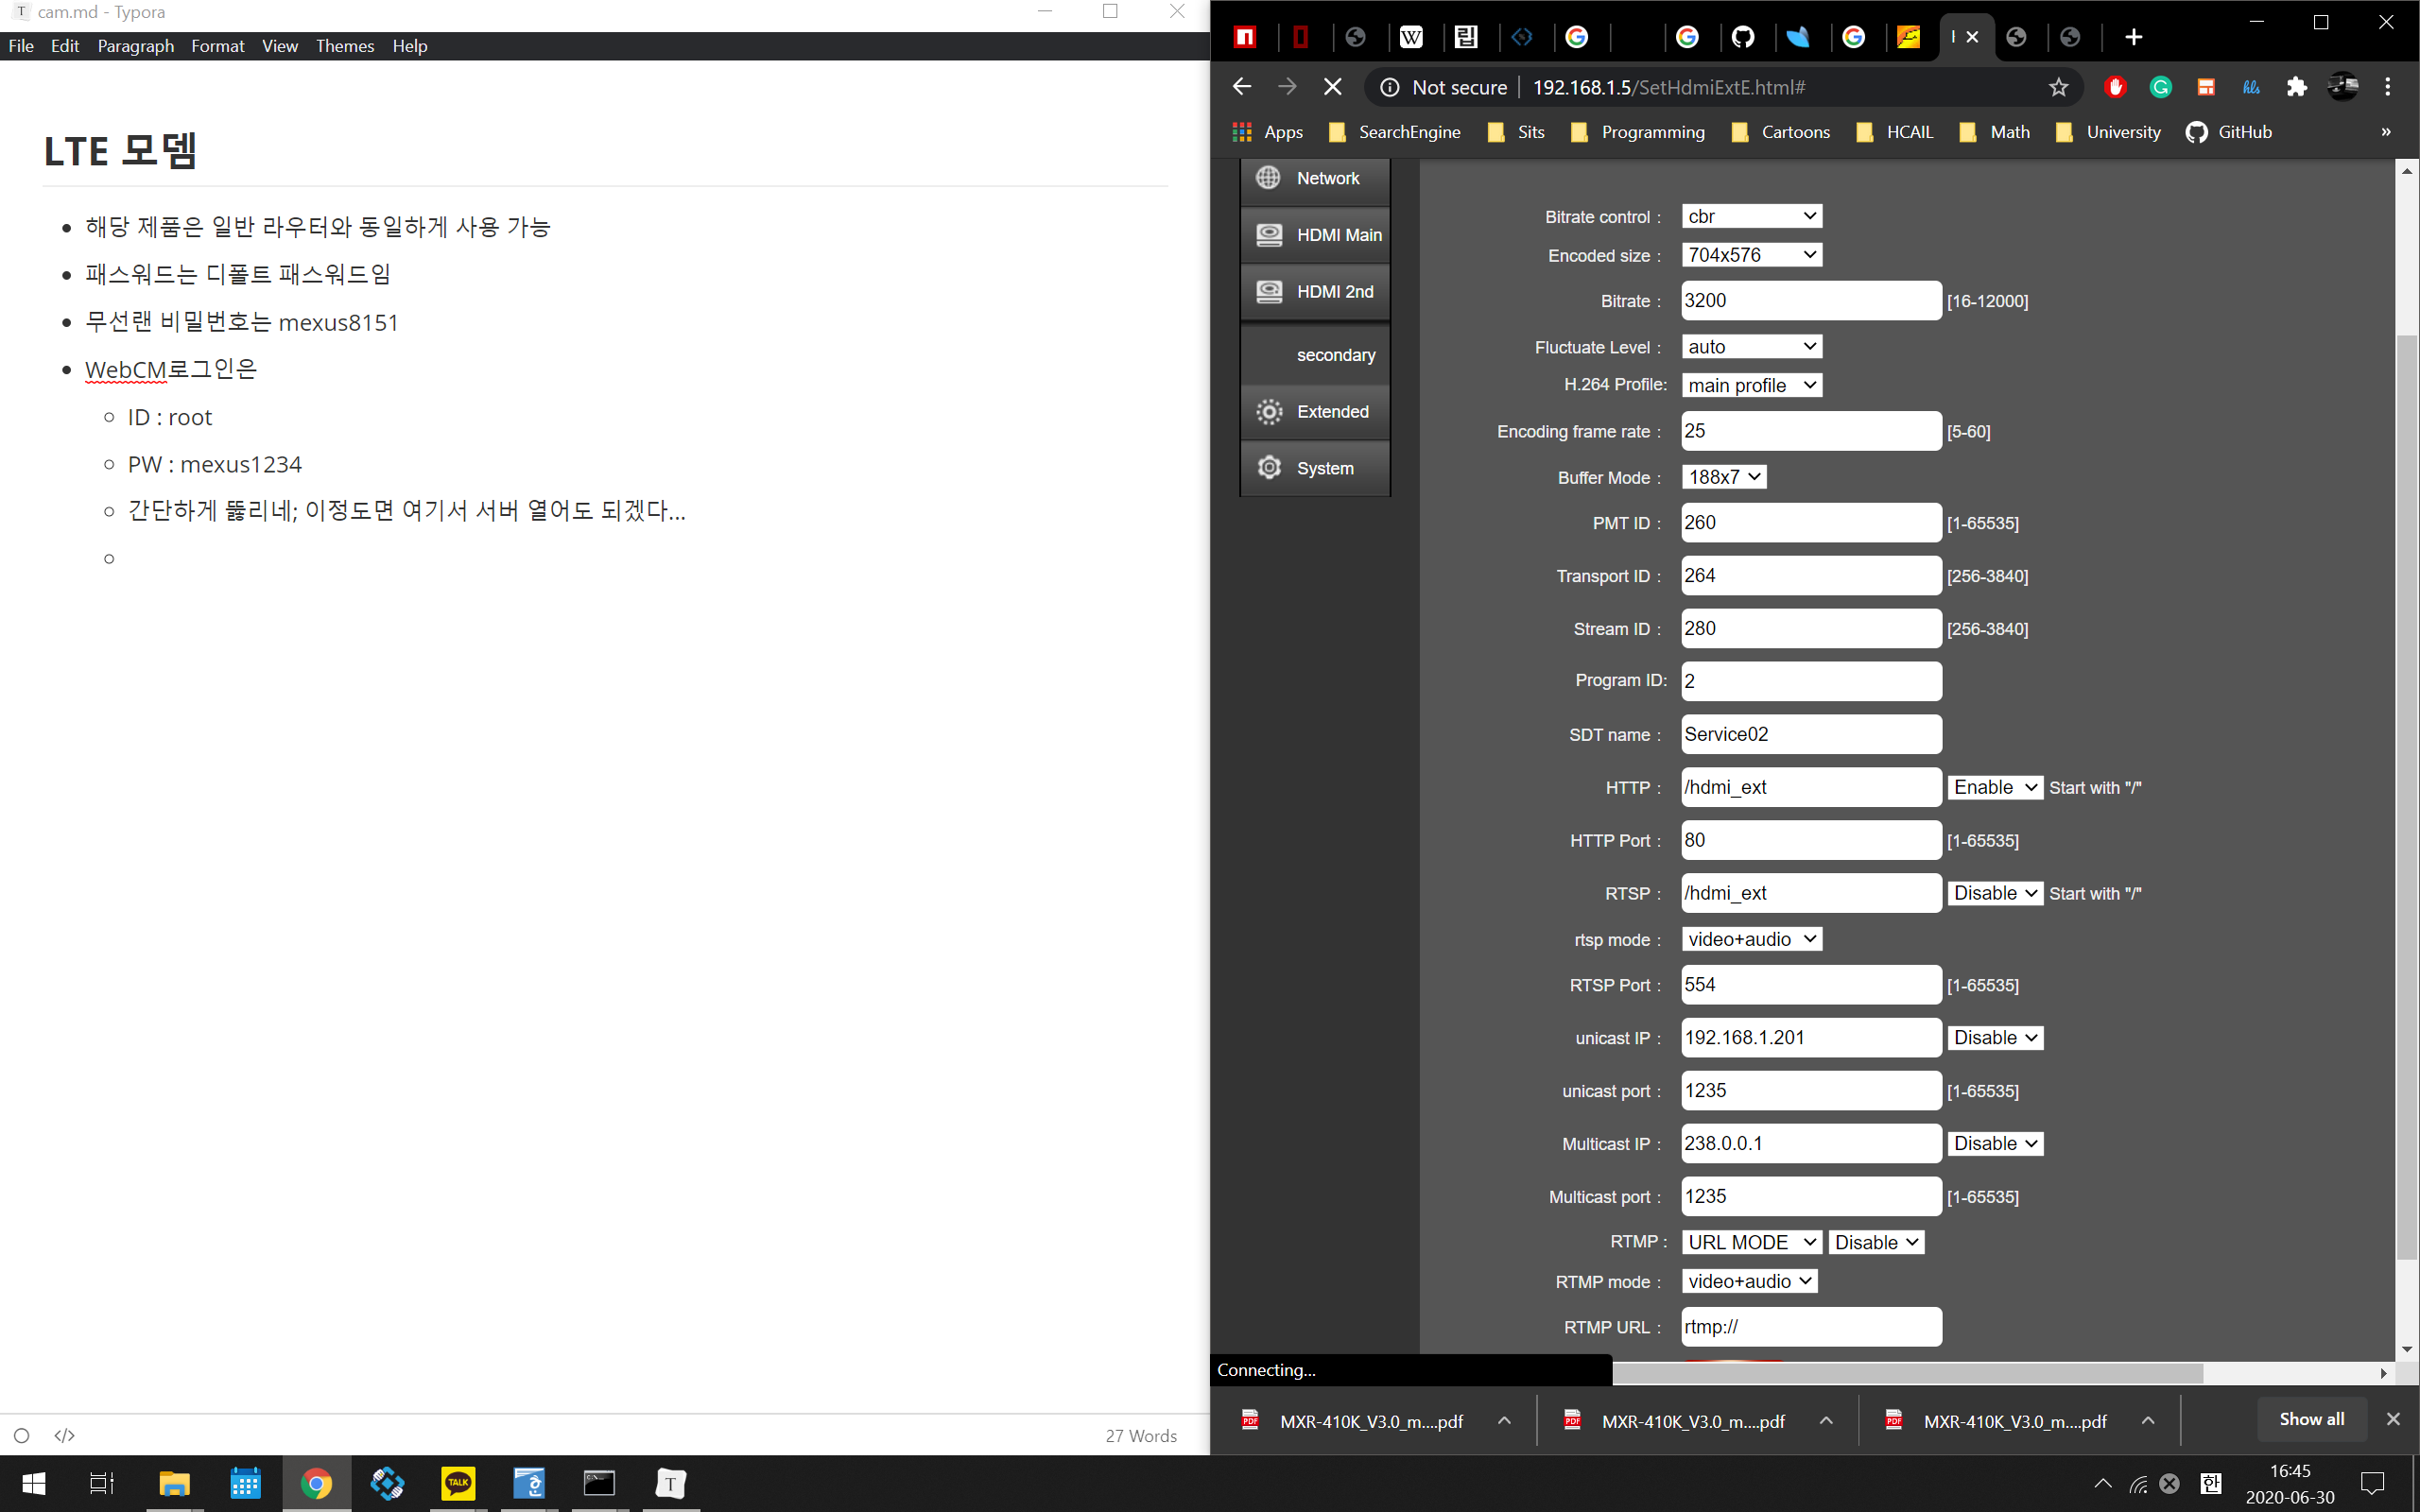 T cam.md - Typora
File Edit Paragraph Format View Themes Help
LTE 모뎀
해당 제품은 일반 라우터와 동일하게 사용 가능
패스워드는 디폴트 패스워드임
무선랜 비밀번호는 mexus8151
WebCM로그인은
ID : root
PW : mexus1234
간단하게 뚫리네; 이정도면 여기서 서버 열어도 되겠다...
</>
27 Words
Not secure 192.168.1.5/SetHdmiExtE.html#
Apps SearchEngine Sits Programming Cartoons HCAIL Math University GitHub »
Network
HDMI Main
HDMI 2nd
secondary
Extended
System
Bitrate control : cbr
Encoded size : 704x576
Bitrate : 3200 [16-12000]
Fluctuate Level : auto
H.264 Profile: main profile
Encoding frame rate : 25 [5-60]
Buffer Mode : 188x7
PMT ID : 260 [1-65535]
Transport ID : 264 [256-3840]
Stream ID : 280 [256-3840]
Program ID: 2
SDT name : Service02
HTTP : /hdmi_ext Enable Start with "/"
HTTP Port : 80 [1-65535]
RTSP : /hdmi_ext Disable Start with "/"
rtsp mode : video+audio
RTSP Port : 554 [1-65535]
unicast IP : 192.168.1.201 Disable
unicast port : 1235 [1-65535]
Multicast IP : 238.0.0.1 Disable
Multicast port : 1235 [1-65535]
RTMP : URL MODE Disable
RTMP mode : video+audio
RTMP URL : rtmp://
Connecting...
MXR-410K_V3.0_m....pdf MXR-410K_V3.0_m....pdf MXR-410K_V3.0_m....pdf Show all
TALK
T
한
16:45
2020-06-30